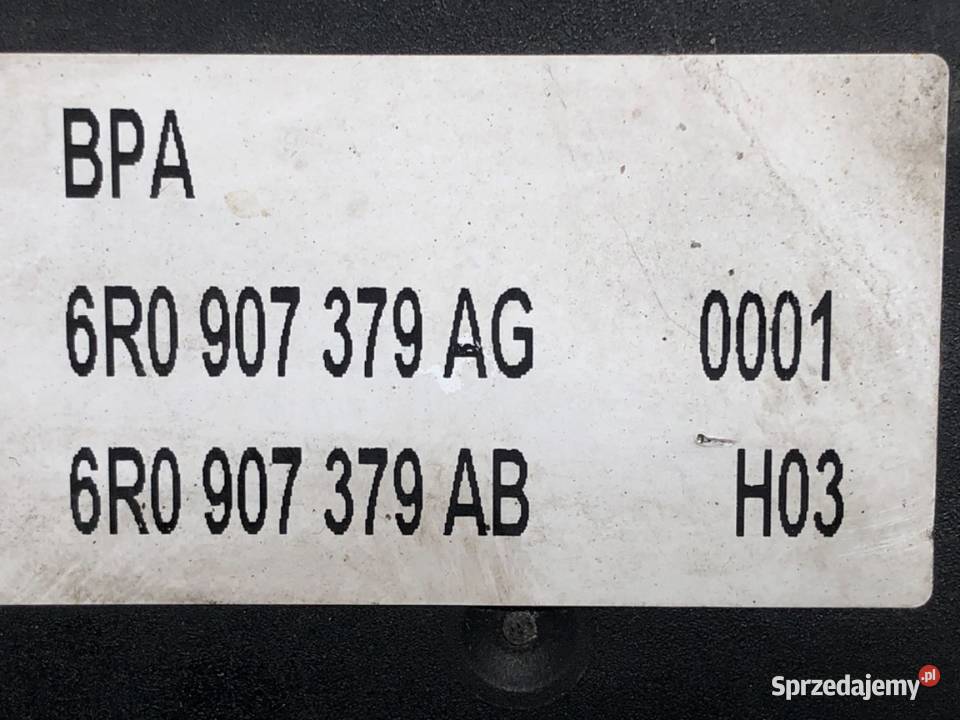 BPA
6R0 907 379 AG 0001
6R0 907 379 AB H03
Sprzedajemy.pl